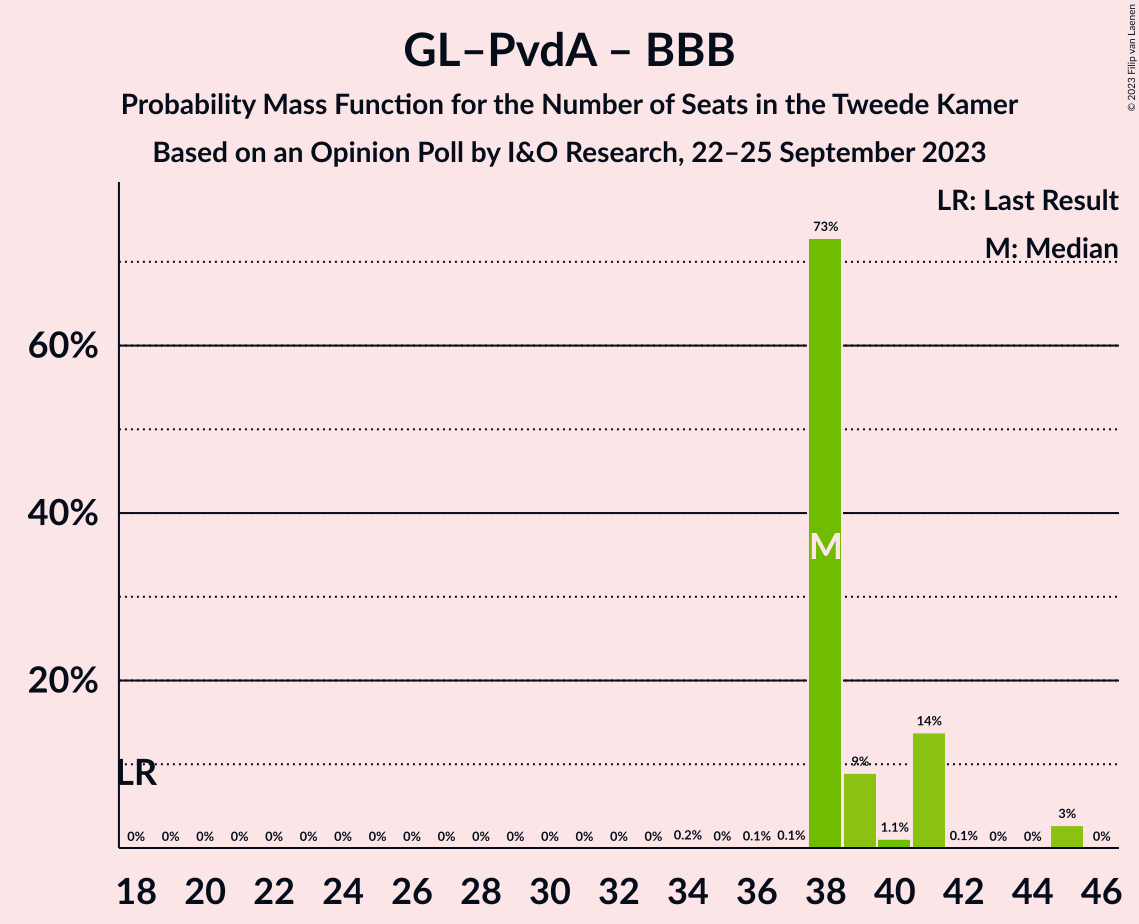 GL–PvdA – BBB
Probability Mass Function for the Number of Seats in the Tweede Kamer
Based on an Opinion Poll by I&O Research, 22–25 September 2023
© 2023 Filip van Laenen
LR: Last Result
M: Median
73%
60%
40%
M
20%
14%
LR
9%
3%
0% 0% 0% 0% 0% 0% 0% 0% 0% 0% 0% 0% 0% 0% 0% 0% 0.2% 0% 0.1% 0.1% 1.1% 0.1% 0% 0% 0%
18 20 22 24 26 28 30 32 34 36 38 40 42 44 46